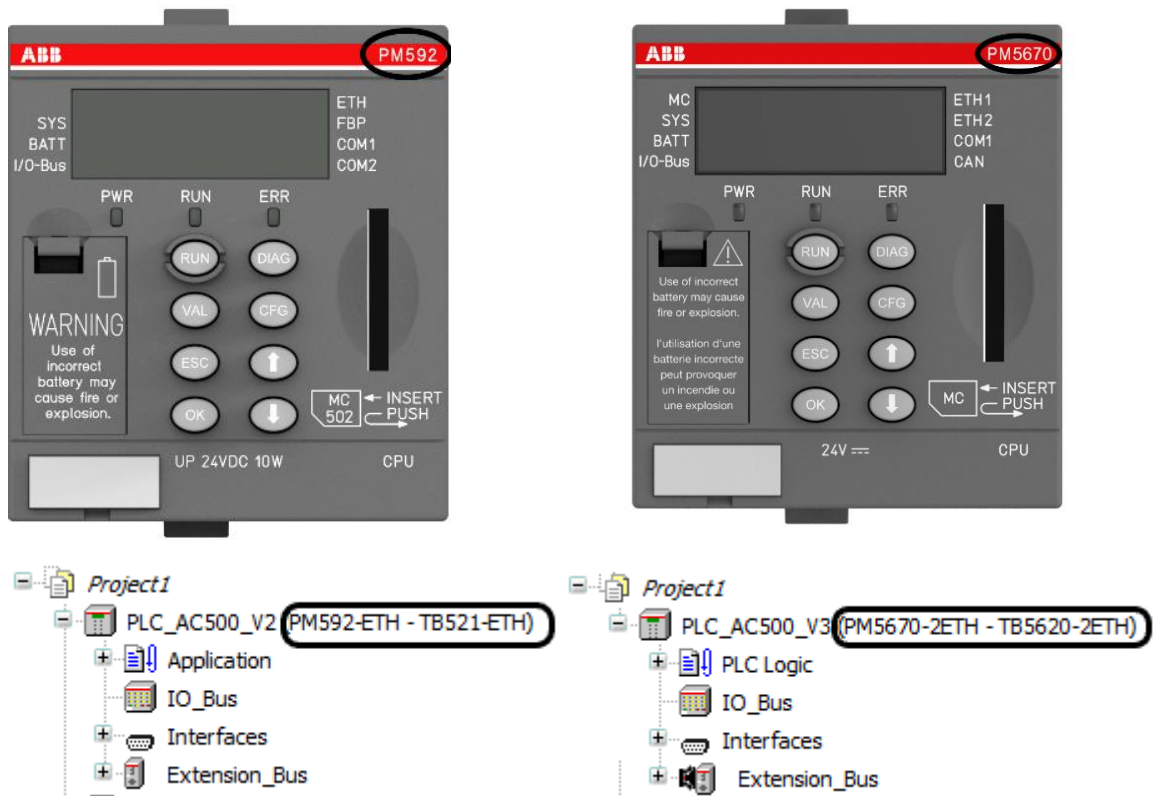 ABB PM592
SYS
BATT
I/O-Bus
ETH
FBP
COM1
COM2
PWR RUN ERR
RUN DIAG
VAL CFG
ESC
OK
WARNING
Use of
incorrect
battery may
cause fire or
explosion.
MC
502
INSERT
PUSH
UP 24VDC 10W CPU
ABB PM5670
MC
SYS
BATT
I/O-Bus
ETH1
ETH2
COM1
CAN
PWR RUN ERR
RUN DIAG
VAL CFG
ESC
OK
Use of incorrect
battery may cause
fire or explosion.
l'utilisation d'une
batterie incorrecte
peut provoquer
un incendie ou
une explosion
MC
INSERT
PUSH
24V CPU
Project1
PLC_AC500_V2 (PM592-ETH - TB521-ETH)
Application
IO_Bus
Interfaces
Extension_Bus
Project1
PLC_AC500_V3 (PM5670-2ETH - TB5620-2ETH)
PLC Logic
IO_Bus
Interfaces
Extension_Bus